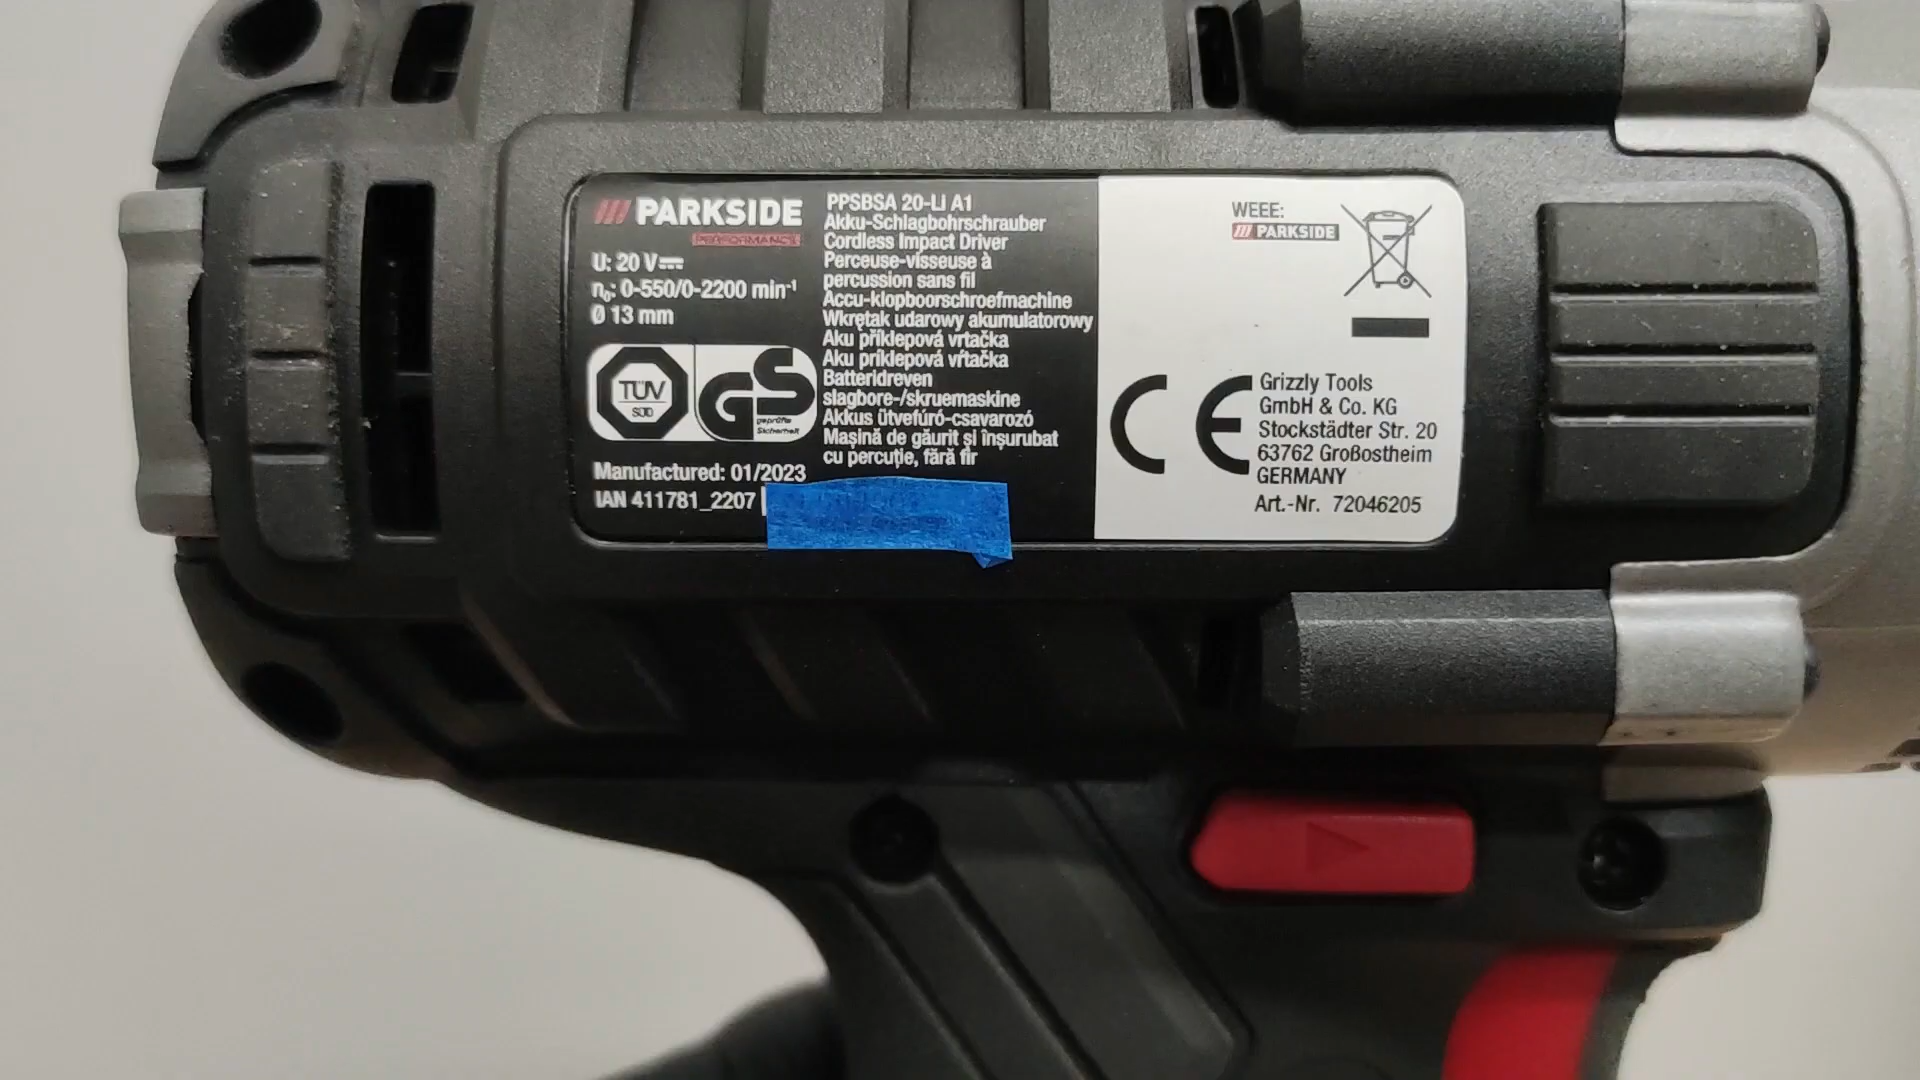 PARKSIDE
PERFORMANCE
U: 20 V
n₀: 0-550/0-2200 min⁻¹
Ø 13 mm
TÜV
SÜD
GS
geprüfte
Sicherheit
Manufactured: 01/2023
IAN 411781_2207
PPSBSA 20-LI A1
Akku-Schlagbohrschrauber
Cordless Impact Driver
Perceuse-visseuse à
percussion sans fil
Accu-klopboorschroefmachine
Wkrętak udarowy akumulatorowy
Aku příklepová vrtačka
Aku príklepová vŕtačka
Batteridreven
slagbore-/skruemaskine
Akkus ütvefúró-csavarozó
Mașină de găurit și înșurubat
cu percuție, fără fir
WEEE:
PARKSIDE
CE
Grizzly Tools
GmbH & Co. KG
Stockstädter Str. 20
63762 Großostheim
GERMANY
Art.-Nr. 72046205